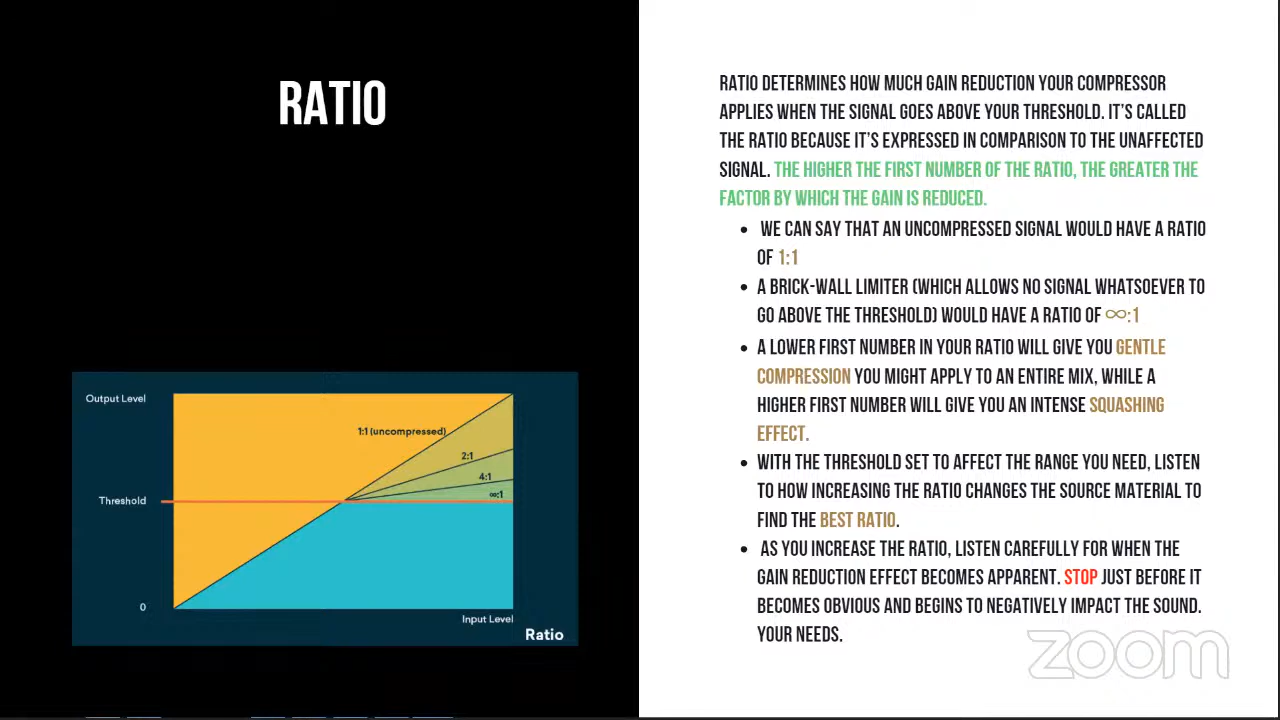 RATIO
Output Level
1:1 (uncompressed)
2:1
4:1
∞:1
Threshold
0
Input Level
Ratio
RATIO DETERMINES HOW MUCH GAIN REDUCTION YOUR COMPRESSOR
APPLIES WHEN THE SIGNAL GOES ABOVE YOUR THRESHOLD. IT'S CALLED
THE RATIO BECAUSE IT'S EXPRESSED IN COMPARISON TO THE UNAFFECTED
SIGNAL. THE HIGHER THE FIRST NUMBER OF THE RATIO, THE GREATER THE
FACTOR BY WHICH THE GAIN IS REDUCED.
• WE CAN SAY THAT AN UNCOMPRESSED SIGNAL WOULD HAVE A RATIO
OF 1:1
• A BRICK-WALL LIMITER (WHICH ALLOWS NO SIGNAL WHATSOEVER TO
GO ABOVE THE THRESHOLD) WOULD HAVE A RATIO OF ∞:1
• A LOWER FIRST NUMBER IN YOUR RATIO WILL GIVE YOU GENTLE
COMPRESSION YOU MIGHT APPLY TO AN ENTIRE MIX, WHILE A
HIGHER FIRST NUMBER WILL GIVE YOU AN INTENSE SQUASHING
EFFECT.
• WITH THE THRESHOLD SET TO AFFECT THE RANGE YOU NEED, LISTEN
TO HOW INCREASING THE RATIO CHANGES THE SOURCE MATERIAL TO
FIND THE BEST RATIO.
• AS YOU INCREASE THE RATIO, LISTEN CAREFULLY FOR WHEN THE
GAIN REDUCTION EFFECT BECOMES APPARENT. STOP JUST BEFORE IT
BECOMES OBVIOUS AND BEGINS TO NEGATIVELY IMPACT THE SOUND.
YOUR NEEDS.
zoom